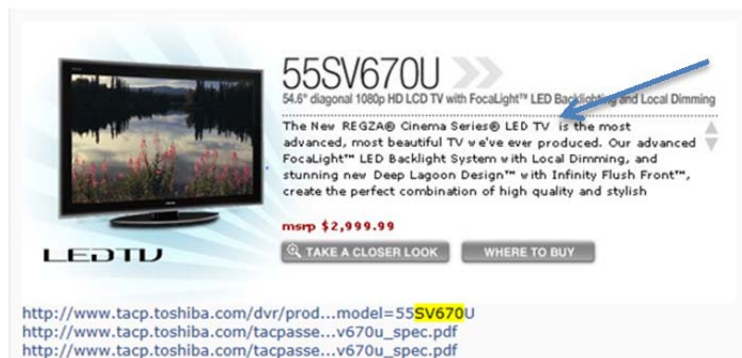 55SV670U
54.6" diagonal 1080p HD LCD TV with FocaLight™ LED Backlighting and Local Dimming
The New REGZA® Cinema Series® LED TV is the most
advanced, most beautiful TV we've ever produced. Our advanced
FocaLight™ LED Backlight System with Local Dimming, and
stunning new Deep Lagoon Design™ with Infinity Flush Front™,
create the perfect combination of high quality and stylish
msrp $2,999.99
LEDTV
TAKE A CLOSER LOOK
WHERE TO BUY
http://www.tacp.toshiba.com/dvr/prod...model=55SV670U
http://www.tacp.toshiba.com/tacpasse...v670u_spec.pdf
http://www.tacp.toshiba.com/tacpasse...v670u_spec.pdf